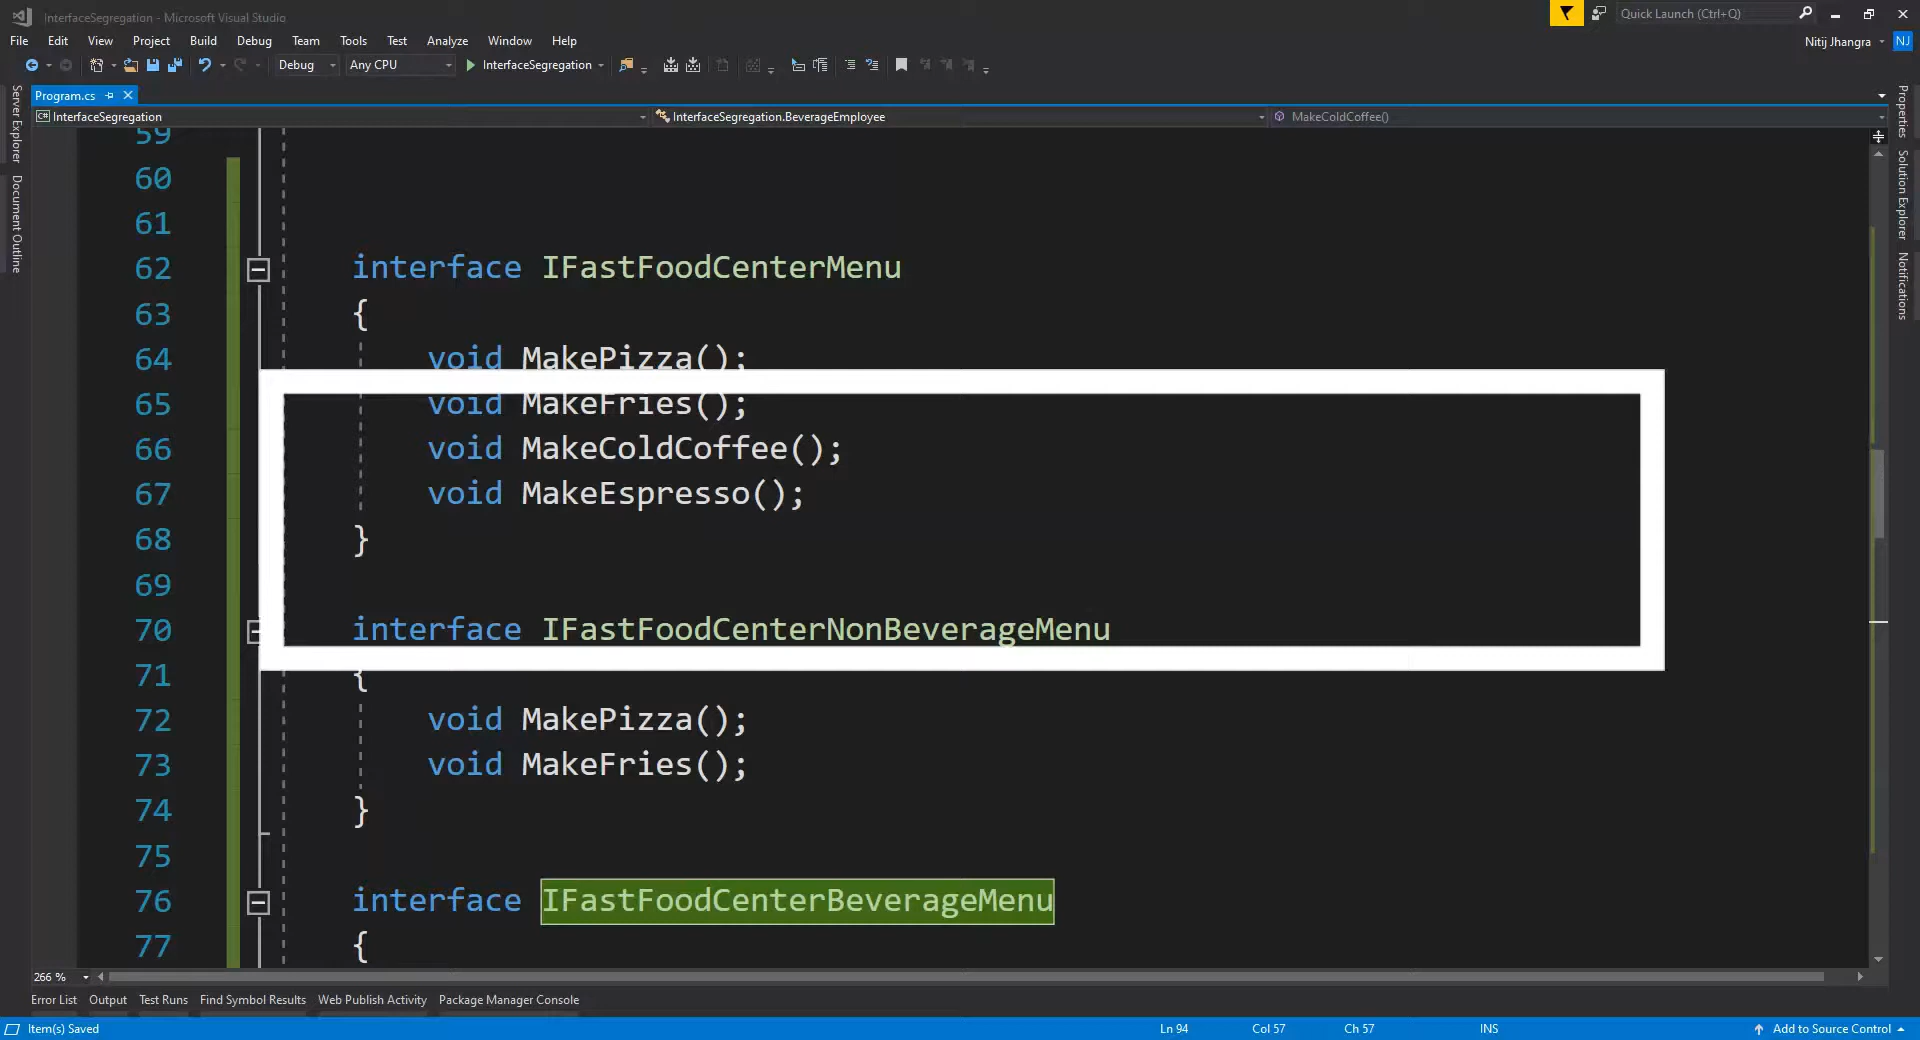 InterfaceSegregation - Microsoft Visual Studio
Quick Launch (Ctrl+Q)
File Edit View Project Build Debug Team Tools Test Analyze Window Help
Nitij Jhangra NJ
Debug Any CPU InterfaceSegregation
Program.cs
C# InterfaceSegregation
InterfaceSegregation.BeverageEmployee
MakeColdCoffee()
Server Explorer
Document Outline
Properties
Solution Explorer
Notifications
59
60
61
62 interface IFastFoodCenterMenu
63 {
64 void MakePizza();
65 void MakeFries();
66 void MakeColdCoffee();
67 void MakeEspresso();
68 }
69
70 interface IFastFoodCenterNonBeverageMenu
71 {
72 void MakePizza();
73 void MakeFries();
74 }
75
76 interface IFastFoodCenterBeverageMenu
77 {
266 %
Error List Output Test Runs Find Symbol Results Web Publish Activity Package Manager Console
Item(s) Saved Ln 94 Col 57 Ch 57 INS Add to Source Control